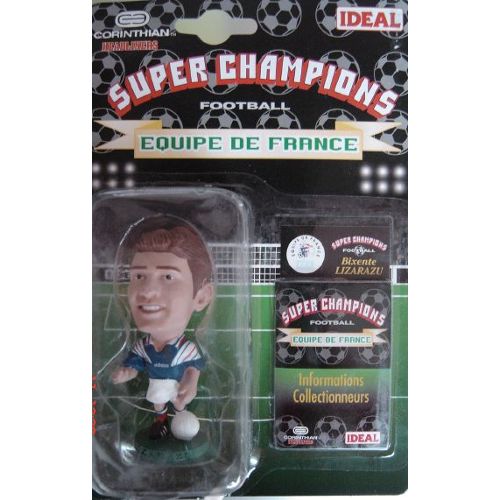 CORINTHIAN
HEADLINERS
IDEAL
SUPER CHAMPIONS
FOOTBALL
EQUIPE DE FRANCE
SUPER CHAMPIONS
FOOTBALL
Bixente
LIZARAZU
SUPER CHAMPIONS
FOOTBALL
EQUIPE DE FRANCE
Informations
Collectionneurs
CORINTHIAN
HEADLINERS
IDEAL